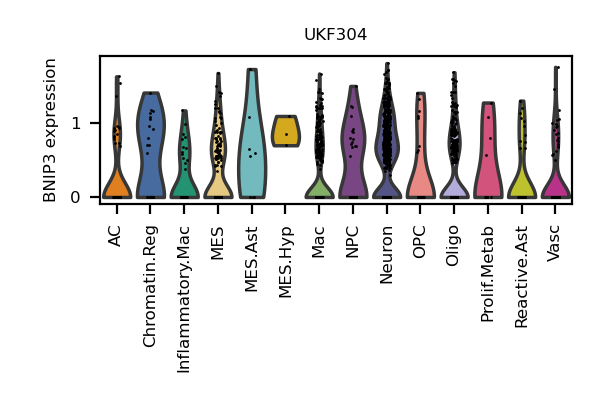 UKF304
BNIP3 expression
1
0
AC
Chromatin.Reg
Inflammatory.Mac
MES
MES.Ast
MES.Hyp
Mac
NPC
Neuron
OPC
Oligo
Prolif.Metab
Reactive.Ast
Vasc